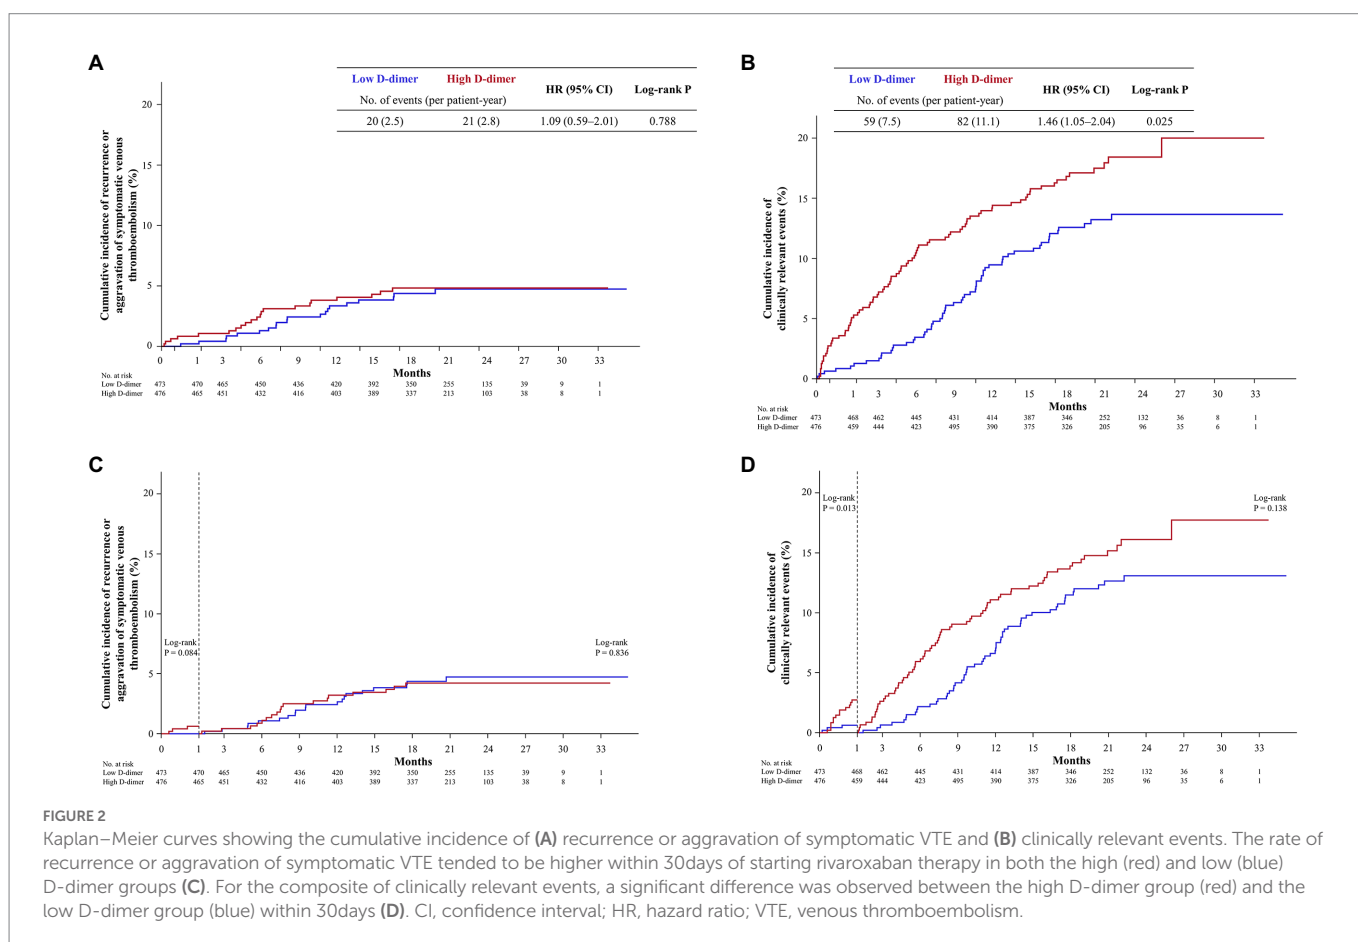 A
Low D-dimer High D-dimer HR (95% CI) Log-rank P
No. of events (per patient-year)
20 (2.5) 21 (2.8) 1.09 (0.59–2.01) 0.788
Cumulative incidence of recurrence or
aggravation of symptomatic venous
thromboembolism (%)
20
15
10
5
0
0 1 3 6 9 12 15 18 21 24 27 30 33
Months
No. at risk
Low D-dimer 473 470 465 450 436 420 392 350 255 135 39 9 1
High D-dimer 476 465 451 432 416 403 389 337 213 103 38 8 1
B
Low D-dimer High D-dimer HR (95% CI) Log-rank P
No. of events (per patient-year)
59 (7.5) 82 (11.1) 1.46 (1.05–2.04) 0.025
Cumulative incidence of
clinically relevant events (%)
20
15
10
5
0
0 1 3 6 9 12 15 18 21 24 27 30 33
Months
No. at risk
Low D-dimer 473 468 462 445 431 414 387 346 252 132 36 8 1
High D-dimer 476 459 444 423 495 390 375 326 205 96 35 6 1
C
Cumulative incidence of recurrence or
aggravation of symptomatic venous
thromboembolism (%)
20
15
10
5
0
Log-rank
P = 0.084
Log-rank
P = 0.836
0 1 3 6 9 12 15 18 21 24 27 30 33
Months
No. at risk
Low D-dimer 473 470 465 450 436 420 392 350 255 135 39 9 1
High D-dimer 476 465 451 432 416 403 389 337 213 103 38 8 1
D
Cumulative incidence of
clinically relevant events (%)
20
15
10
5
0
Log-rank
P = 0.013
Log-rank
P = 0.138
0 1 3 6 9 12 15 18 21 24 27 30 33
Months
No. at risk
Low D-dimer 473 468 462 445 431 414 387 346 252 132 36 8 1
High D-dimer 476 459 444 423 495 390 375 326 205 96 35 6 1
FIGURE 2
Kaplan–Meier curves showing the cumulative incidence of (A) recurrence or aggravation of symptomatic VTE and (B) clinically relevant events. The rate of
recurrence or aggravation of symptomatic VTE tended to be higher within 30days of starting rivaroxaban therapy in both the high (red) and low (blue)
D-dimer groups (C). For the composite of clinically relevant events, a significant difference was observed between the high D-dimer group (red) and the
low D-dimer group (blue) within 30days (D). CI, confidence interval; HR, hazard ratio; VTE, venous thromboembolism.